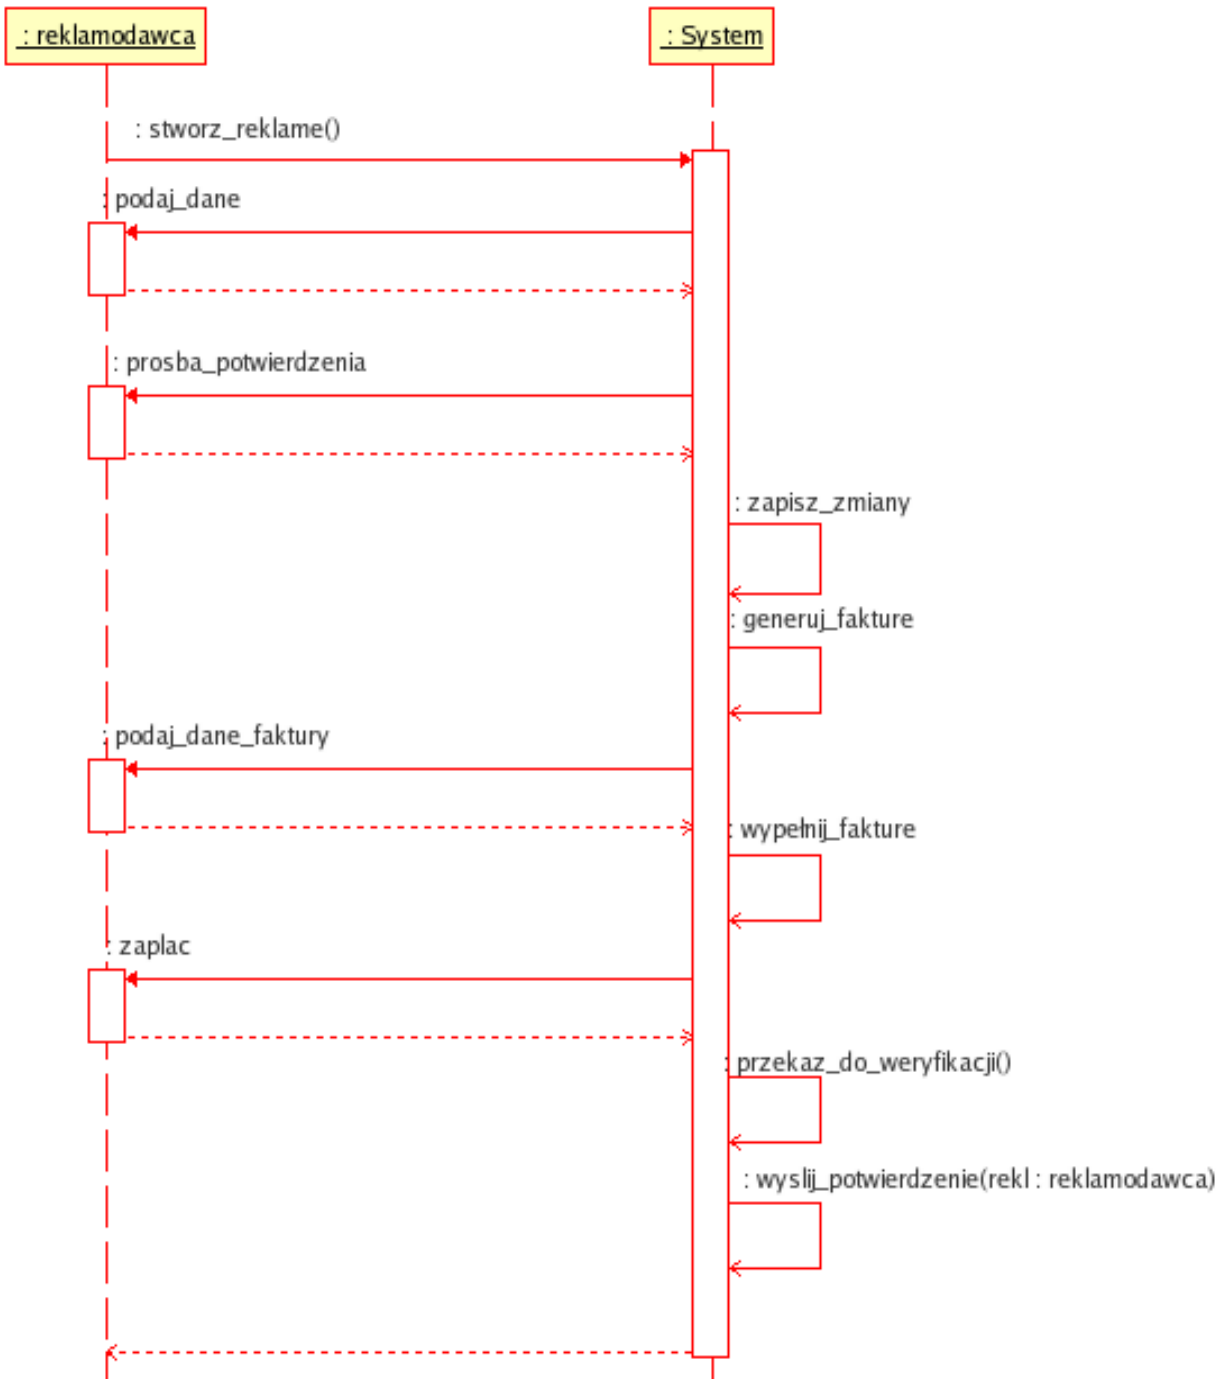 : reklamodawca
: System
: stworz_reklame()
: podaj_dane
: prosba_potwierdzenia
: zapisz_zmiany
: generuj_fakture
: podaj_dane_faktury
: wypełnij_fakture
: zaplac
: przekaz_do_weryfikacji()
: wyslij_potwierdzenie(rekl : reklamodawca)